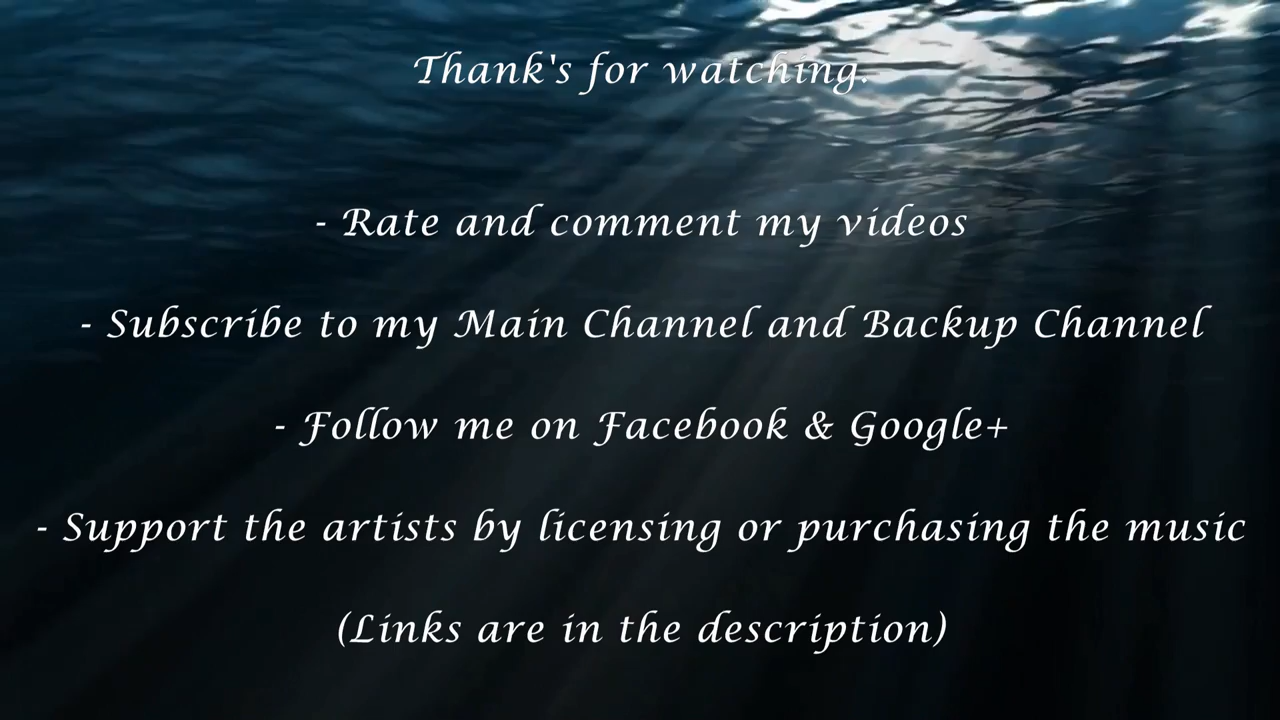 Thank's for watching.
- Rate and comment my videos
- Subscribe to my Main Channel and Backup Channel
- Follow me on Facebook & Google+
- Support the artists by licensing or purchasing the music
(Links are in the description)